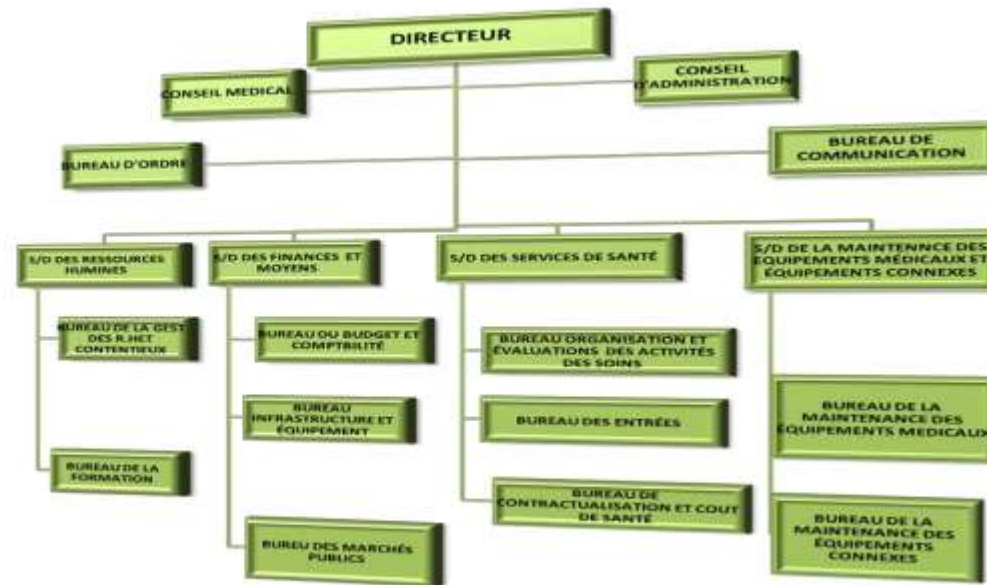 DIRECTEUR
CONSEIL MEDICAL
CONSEIL
D'ADMINISTRATION
BUREAU D'ORDRE
BUREAU DE
COMMUNICATION
S/D DES RESSOURCES
HUMINES
S/D DES FINANCES ET
MOYENS
S/D DES SERVICES DE SANTÉ
S/D DE LA MAINTENNCE DES
EQUIPEMENTS MÉDICAUX ET
ÉQUIPEMENTS CONNEXES
BUREAU DE LA GEST
DES R.HET
CONTENTIEUX
BUREAU DE LA
FORMATION
BUREAU DU BUDGET ET
COMPTBILITÉ
BUREAU
INFRASTRUCTURE ET
ÉQUIPEMENT
BUREU DES MARCHÉS
PUBLICS
BUREAU ORGANISATION ET
ÉVALUATIONS DES ACTIVITÉS
DES SOINS
BUREAU DES ENTRÉES
BUREAU DE
CONTRACTUALISATION ET COUT
DE SANTÉ
BUREAU DE LA
MAINTENANCE DES
ÉQUIPEMENTS MEDICAUX
BUREAU DE LA
MAINTENANCE DES
ÉQUIPEMENTS
CONNEXES